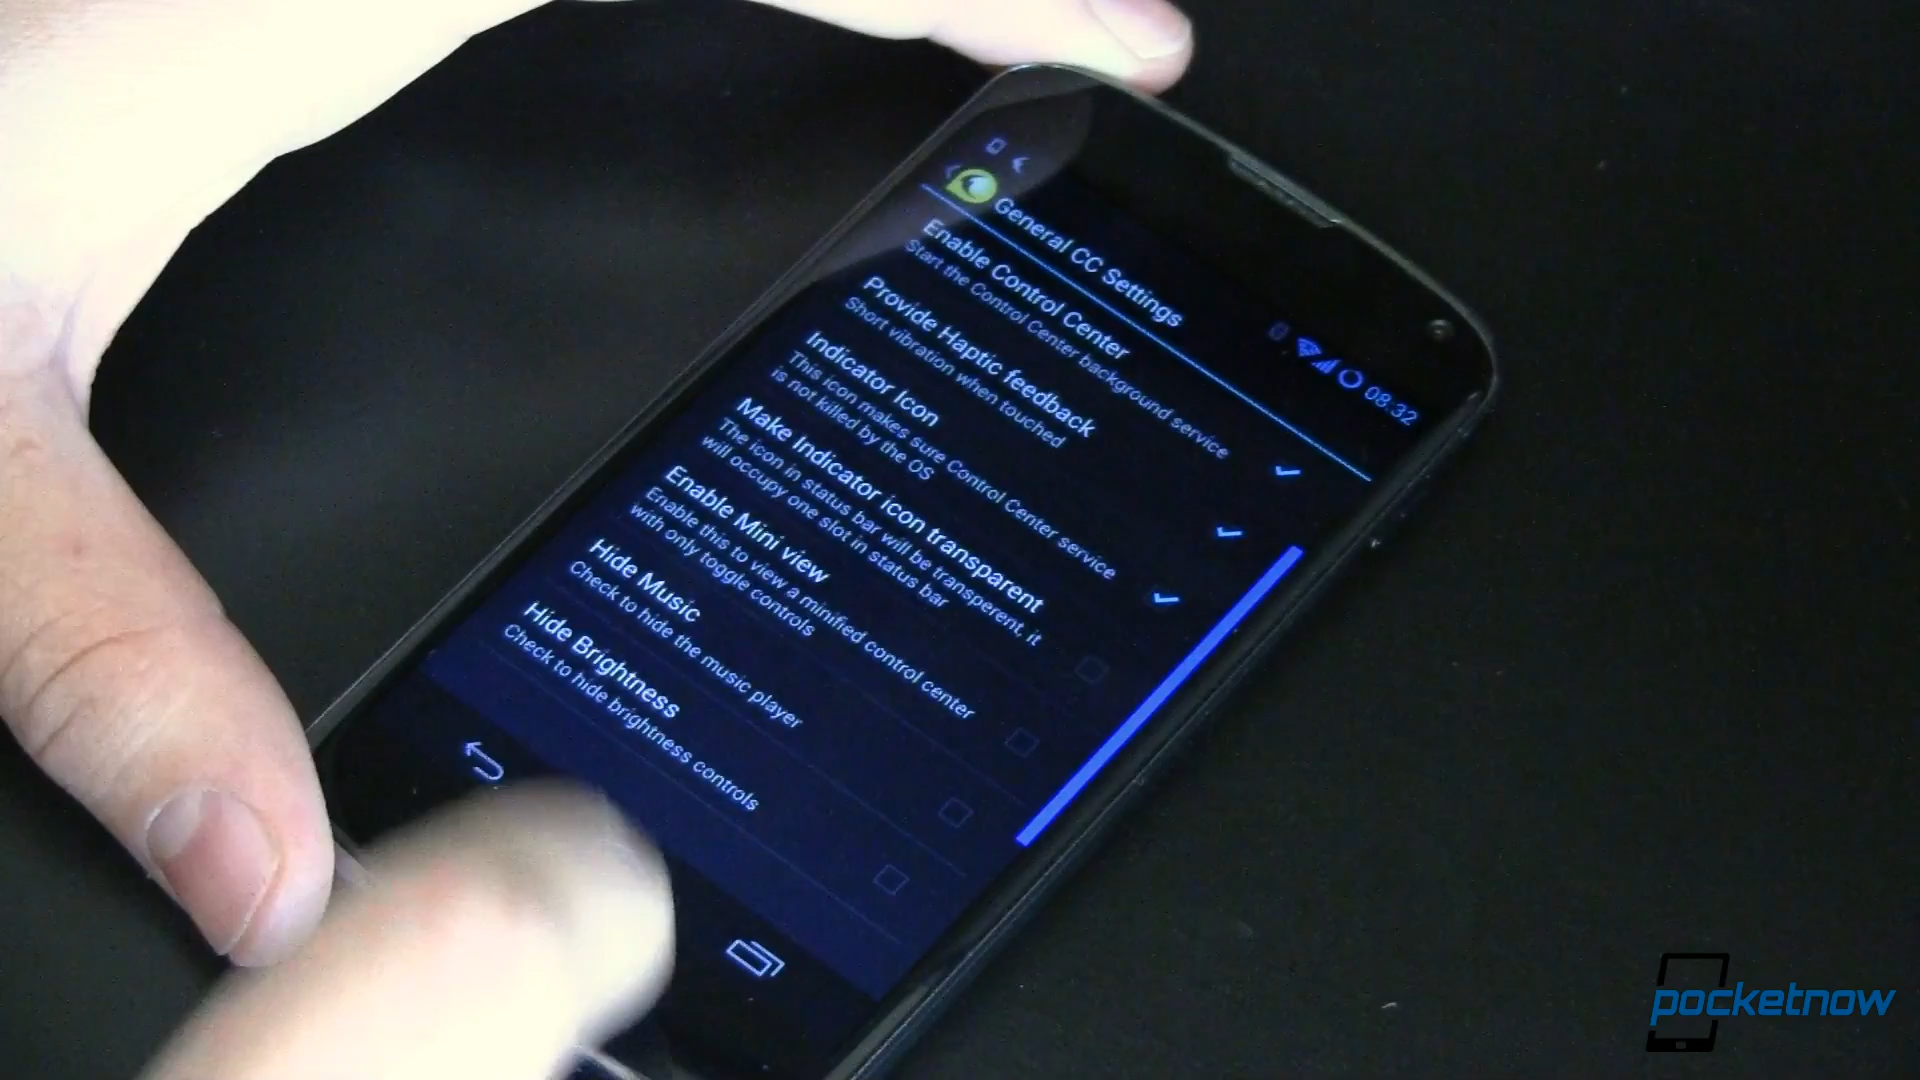 08:32
General CC Settings
Enable Control Center
Start the Control Center background service
Provide Haptic feedback
Short vibration when touched
Indicator Icon
This icon makes sure Control Center service
is not killed by the OS
Make Indicator icon transparent
The icon in status bar will be transperent, it
will occupy one slot in status bar
Enable Mini view
Enable this to view a minified control center
with only toggle controls
Hide Music
Check to hide the music player
Hide Brightness
Check to hide brightness controls
pocketnow